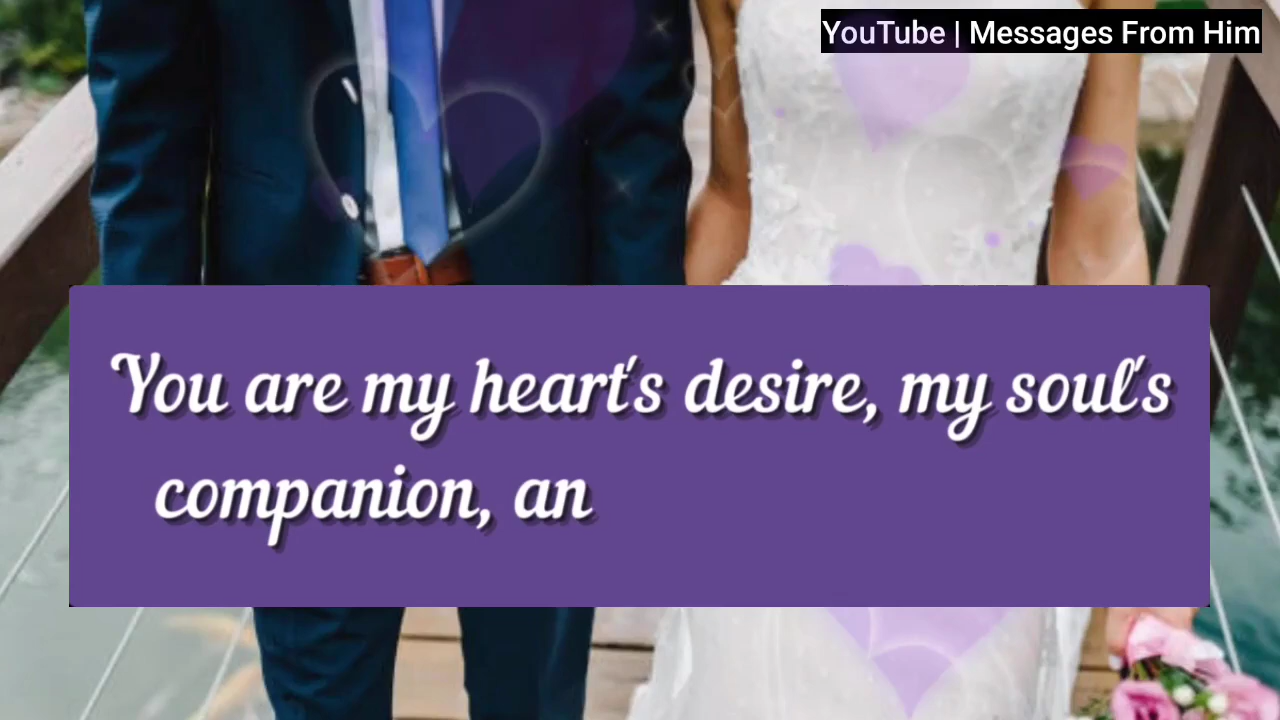 YouTube | Messages From Him
You are my heart's desire, my soul's
companion, an